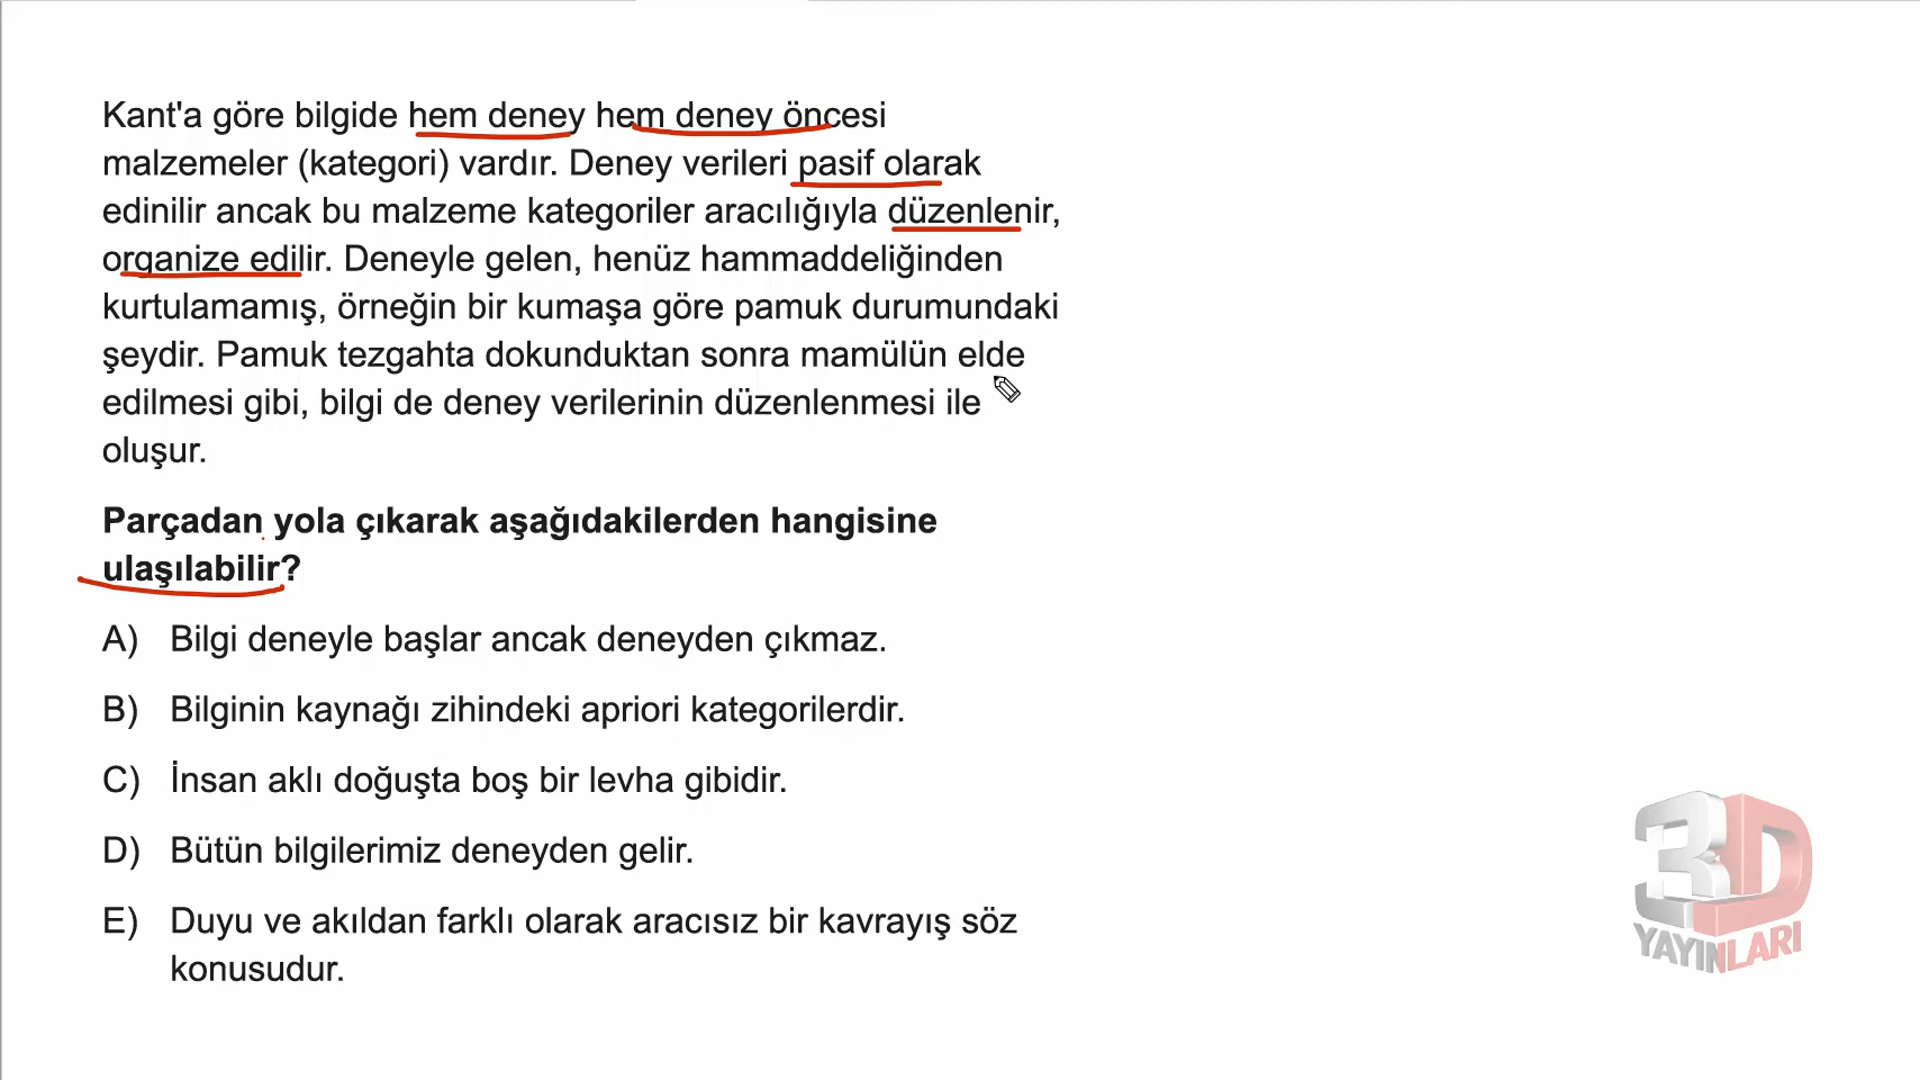 Kant'a göre bilgide hem deney hem deney öncesi
malzemeler (kategori) vardır. Deney verileri pasif olarak
edinilir ancak bu malzeme kategoriler aracılığıyla düzenlenir,
organize edilir. Deneyle gelen, henüz hammaddeliğinden
kurtulamamış, örneğin bir kumaşa göre pamuk durumundaki
şeydir. Pamuk tezgahta dokunduktan sonra mamülün elde
edilmesi gibi, bilgi de deney verilerinin düzenlenmesi ile
oluşur.
Parçadan yola çıkarak aşağıdakilerden hangisine
ulaşılabilir?
A) Bilgi deneyle başlar ancak deneyden çıkmaz.
B) Bilginin kaynağı zihindeki apriori kategorilerdir.
C) İnsan aklı doğuşta boş bir levha gibidir.
D) Bütün bilgilerimiz deneyden gelir.
E) Duyu ve akıldan farklı olarak aracısız bir kavrayış söz
konusudur.
3D
YAYINLARI